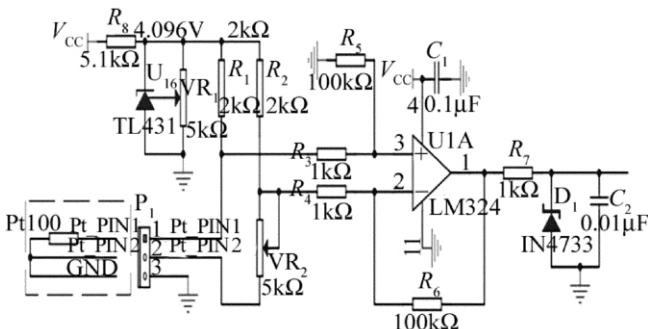 R8 4.096V 2kΩ
VCC
5.1kΩ
U16 VR1
R1
R2
2kΩ
2kΩ
TL431
5kΩ
R5
100kΩ
VCC
C1
4
0.1μF
R3
1kΩ
3
U1A
+
1
R7
1kΩ
R4
1kΩ
2
−
LM324
11
D1
IN4733
C2
0.01μF
P1
Pt100
Pt_PIN1
Pt_PIN2
GND
1
2
3
Pt_PIN1
Pt_PIN2
VR2
5kΩ
R6
100kΩ